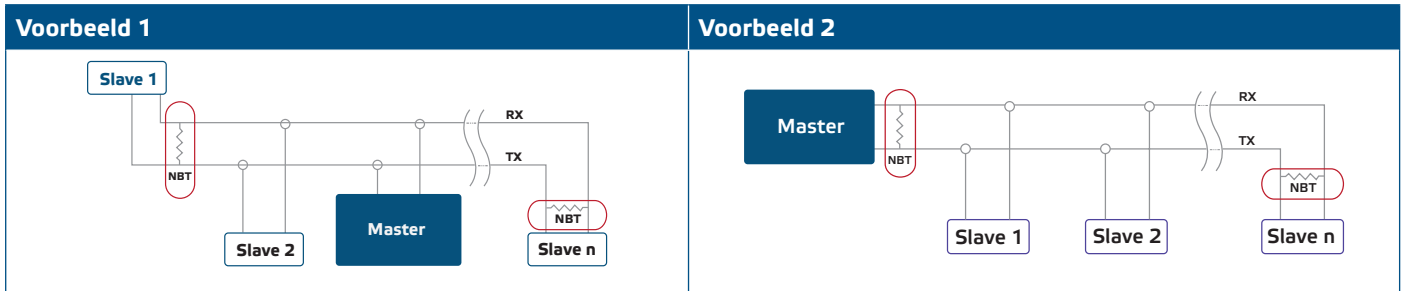 Voorbeeld 1
Slave 1
RX
TX
NBT
NBT
Master
Slave 2
Slave n
Voorbeeld 2
RX
Master
TX
NBT
NBT
Slave 1
Slave 2
Slave n